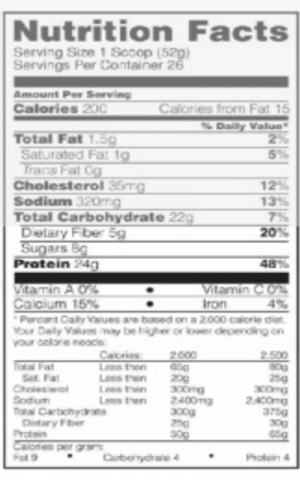 Nutrition Facts
Serving Size 1 Scoop (52g)
Servings Per Container 26
Amount Per Serving
Calories 200 Calories from Fat 15
% Daily Value*
Total Fat 1.5g 2%
Saturated Fat 1g 5%
Trans Fat 0g
Cholesterol 35mg 12%
Sodium 320mg 13%
Total Carbohydrate 22g 7%
Dietary Fiber 5g 20%
Sugars 8g
Protein 24g 48%
Vitamin A 0% • Vitamin C 0%
Calcium 15% • Iron 4%
* Percent Daily Values are based on a 2,000 calorie diet.
Your Daily Values may be higher or lower depending on
your calorie needs:
Calories: 2,000 2,500
Total Fat Less then 65g 80g
Sat. Fat Less then 20g 25g
Cholesterol Less then 300mg 300mg
Sodium Less then 2,400mg 2,400mg
Total Carbohydrate 300g 375g
Dietary Fiber 25g 30g
Protein 50g 65g
Calories per gram:
Fat 9 • Carbohydrate 4 • Protein 4